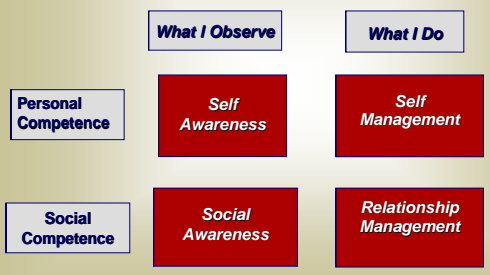 What I Observe
What I Do
Personal
Competence
Self
Awareness
Self
Management
Social
Competence
Social
Awareness
Relationship
Management